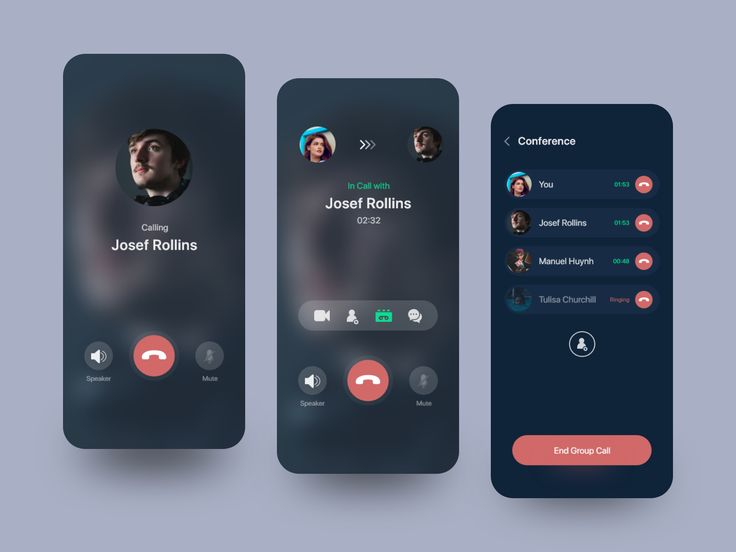 Calling
Josef Rollins
Speaker
Mute
In Call with
Josef Rollins
02:32
Speaker
Mute
Conference
You 01:53
Josef Rollins 01:53
Manuel Huynh 00:48
Tulisa Churchill Ringing
End Group Call